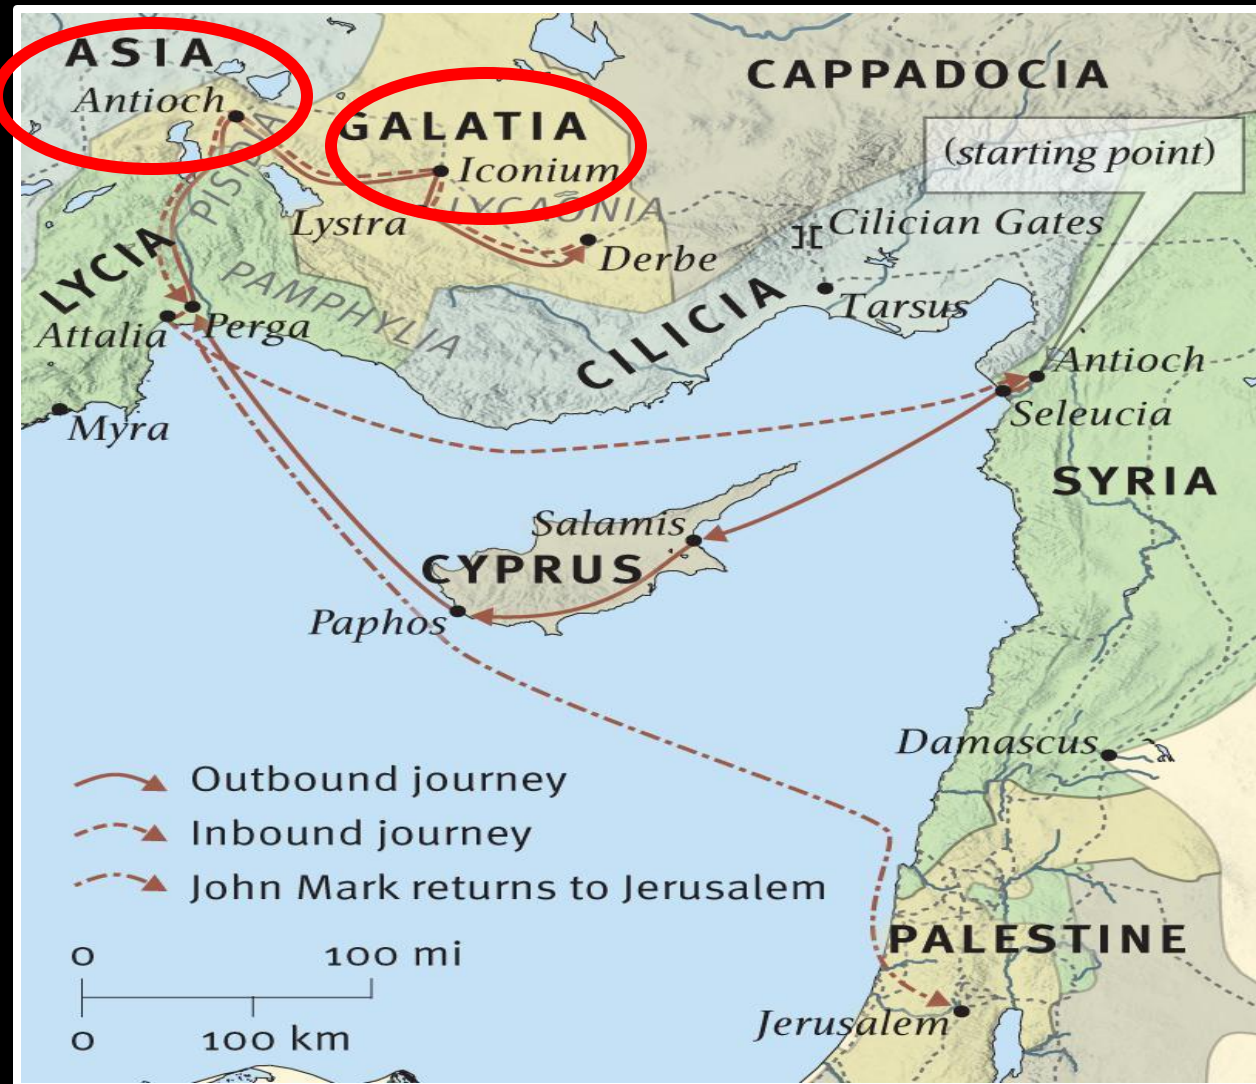 ASIA
Antioch
PISIDIA
GALATIA
Iconium
CAPPADOCIA
(starting point)
LYCAONIA
Lystra
Derbe
Cilician Gates
LYCIA
PAMPHYLIA
Attalia
Perga
CILICIA
Tarsus
Antioch
Seleucia
Myra
SYRIA
Salamis
CYPRUS
Paphos
Damascus
Outbound journey
Inbound journey
John Mark returns to Jerusalem
PALESTINE
0 100 mi
0 100 km
Jerusalem